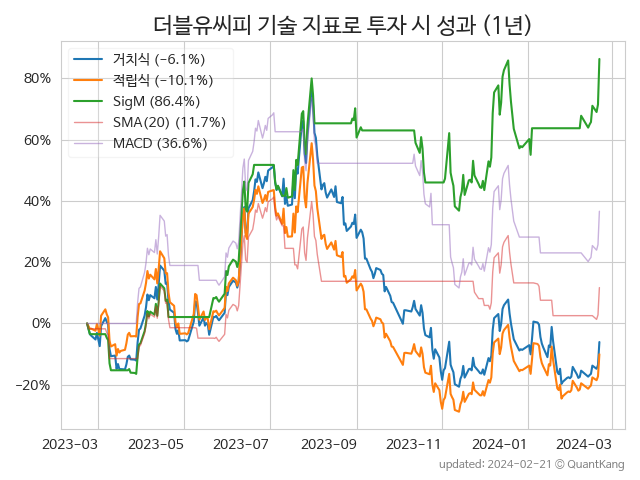 더블유씨피 기술 지표로 투자 시 성과 (1년)
거치식 (−6.1%)
적립식 (−10.1%)
SigM (86.4%)
SMA(20) (11.7%)
MACD (36.6%)
80%
60%
40%
20%
0%
−20%
2023-03 2023-05 2023-07 2023-09 2023-11 2024-01 2024-03
updated: 2024-02-21 © QuantKang